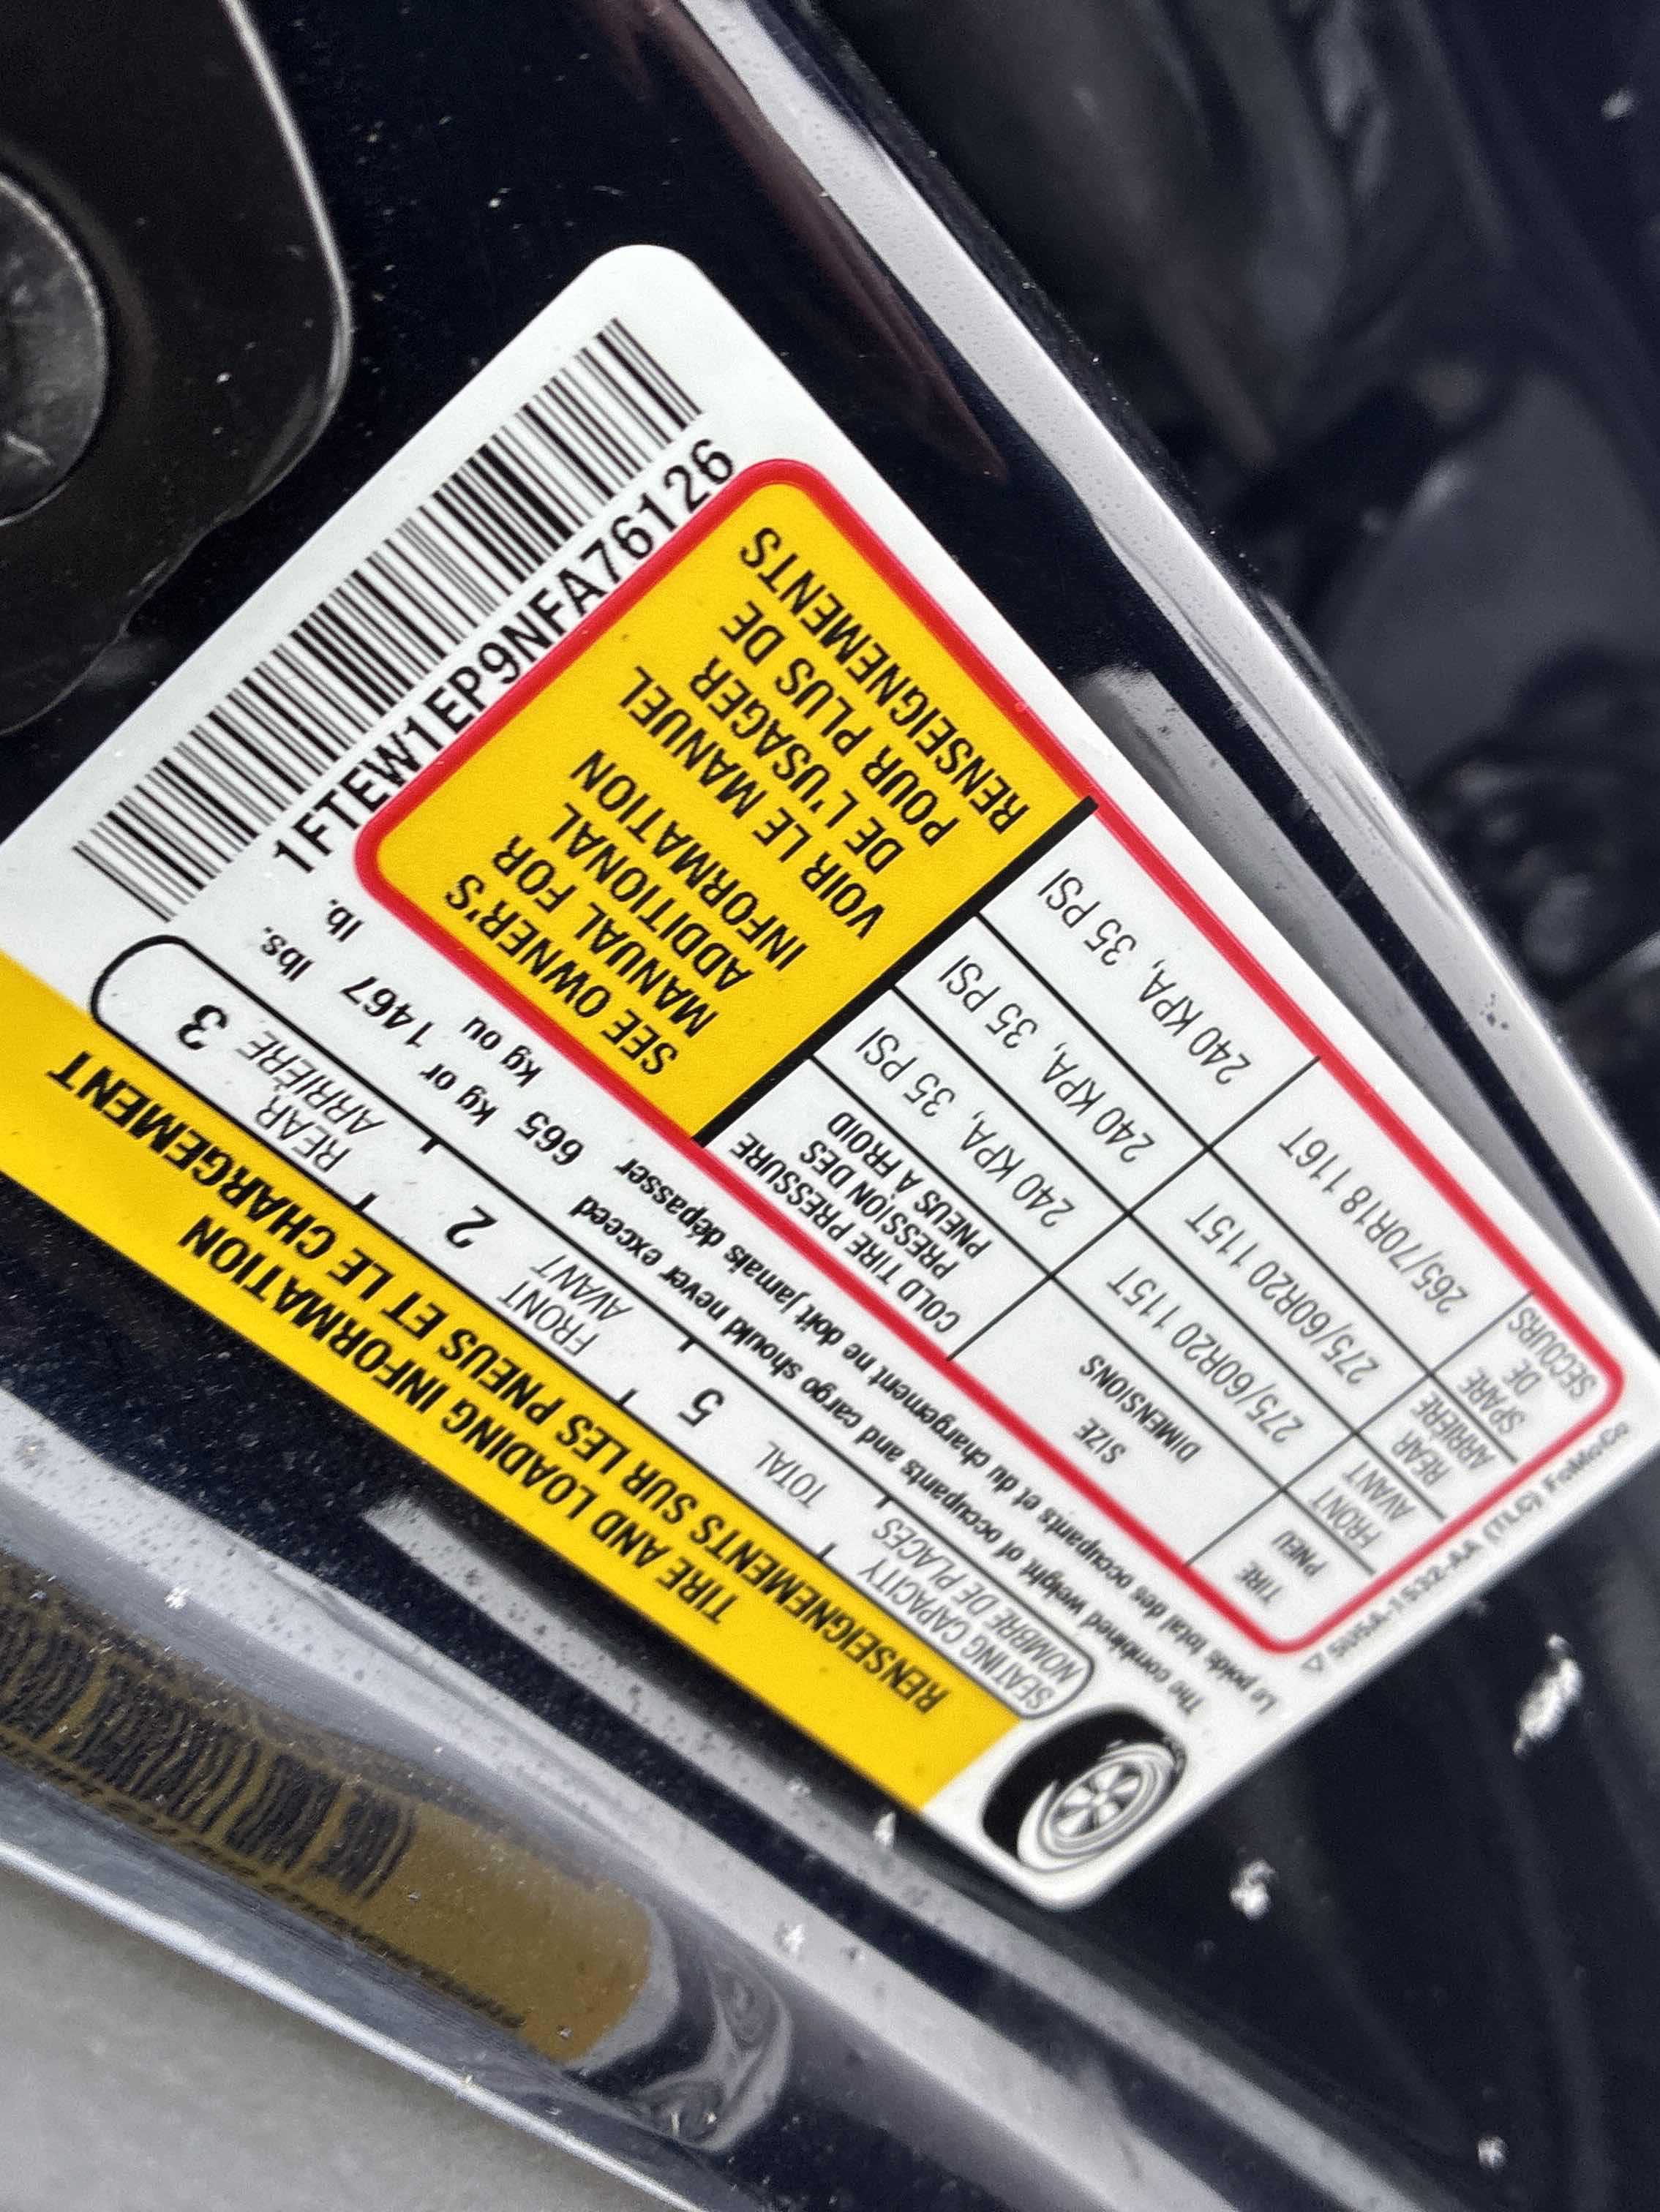 TIRE AND LOADING INFORMATION
RENSEIGNEMENTS SUR LES PNEUS ET LE CHARGEMENT
SEATING CAPACITY
NOMBRE DE PLACES
TOTAL 5
FRONT
AVANT
2
REAR
ARRIÈRE
3
The combined weight of occupants and cargo should never exceed 665 kg or 1467 lbs.
Le poids total des occupants et du chargement ne doit jamais dépasser kg ou lb.
TIRE
PNEU
SIZE
DIMENSIONS
COLD TIRE PRESSURE
PRESSION DES
PNEUS A FROID
FRONT
AVANT
275/60R20 115T
240 KPA, 35 PSI
REAR
ARRIERE
275/60R20 115T
240 KPA, 35 PSI
SPARE
DE
SECOURS
265/70R18 116T
240 KPA, 35 PSI
SEE OWNER'S
MANUAL FOR
ADDITIONAL
INFORMATION
VOIR LE MANUEL
DE L'USAGER
POUR PLUS DE
RENSEIGNEMENTS
1FTEW1EP9NFA76126
5U5A-1532-AA (TLC) FoMoCo